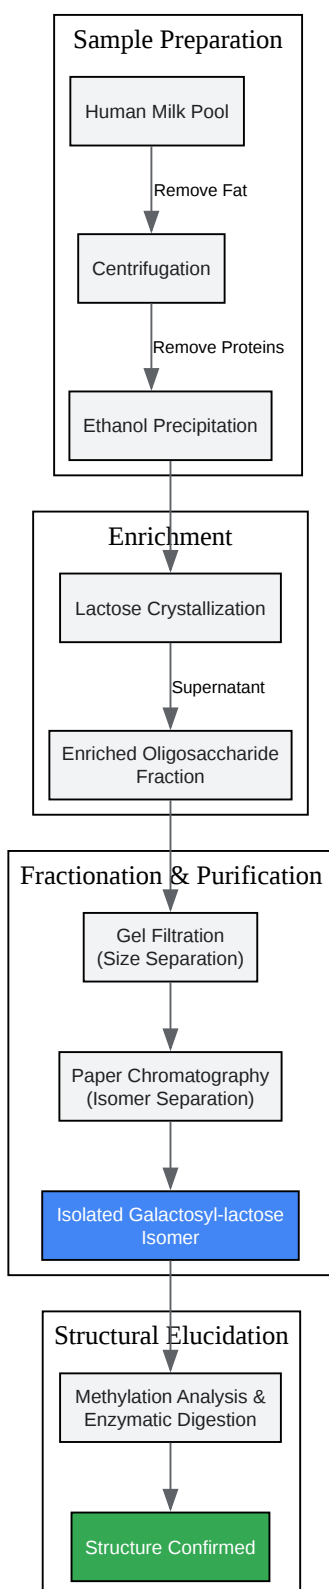 Sample Preparation
Human Milk Pool
Remove Fat
Centrifugation
Remove Proteins
Ethanol Precipitation
Enrichment
Lactose Crystallization
Supernatant
Enriched Oligosaccharide
Fraction
Fractionation & Purification
Gel Filtration
(Size Separation)
Paper Chromatography
(Isomer Separation)
Isolated Galactosyl-lactose
Isomer
Structural Elucidation
Methylation Analysis &
Enzymatic Digestion
Structure Confirmed